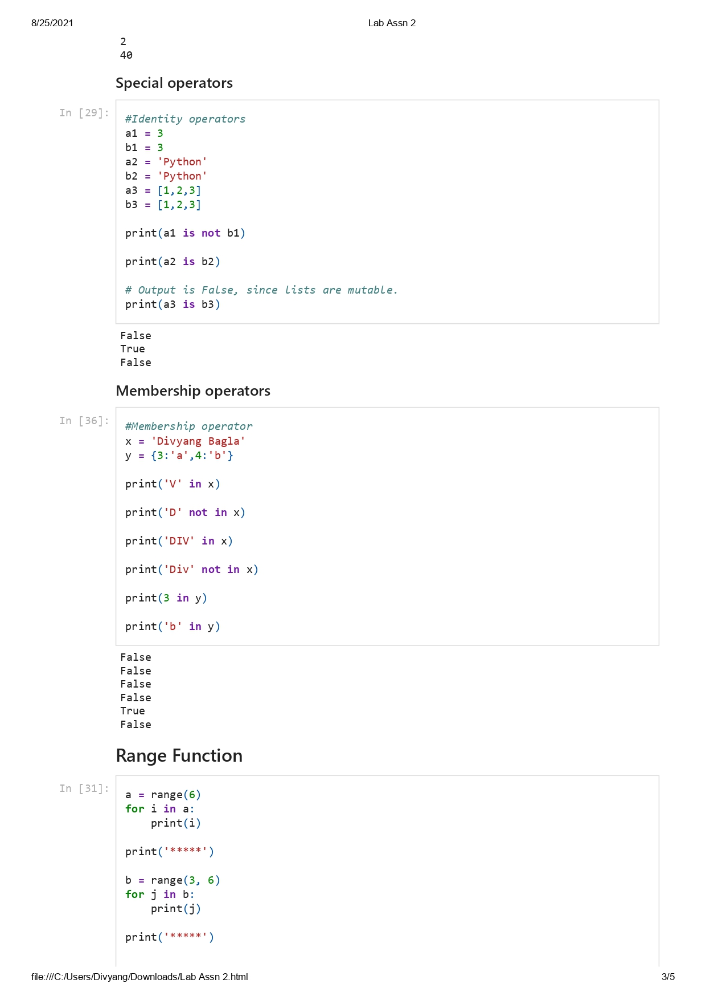 8/25/2021 Lab Assn 2
2
40
Special operators
In [29]:
#Identity operators
a1 = 3
b1 = 3
a2 = 'Python'
b2 = 'Python'
a3 = [1,2,3]
b3 = [1,2,3]
print(a1 is not b1)
print(a2 is b2)
# Output is False, since lists are mutable.
print(a3 is b3)
False
True
False
Membership operators
In [36]:
#Membership operator
x = 'Divyang Bagla'
y = {3:'a',4:'b'}
print('V' in x)
print('D' not in x)
print('DIV' in x)
print('Div' not in x)
print(3 in y)
print('b' in y)
False
False
False
False
True
False
Range Function
In [31]:
a = range(6)
for i in a:
    print(i)
print('*****')
b = range(3, 6)
for j in b:
    print(j)
print('*****')
file:///C:/Users/Divyang/Downloads/Lab Assn 2.html 3/5